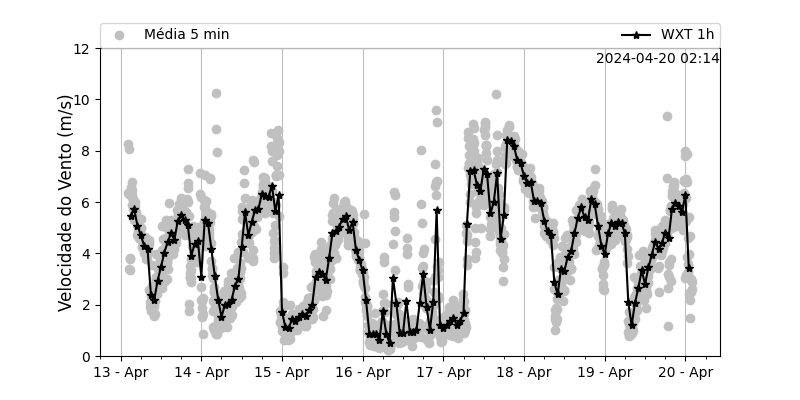 Média 5 min WXT 1h
2024-04-20 02:14
Velocidade do Vento (m/s)
12
10
8
6
4
2
0
13 - Apr 14 - Apr 15 - Apr 16 - Apr 17 - Apr 18 - Apr 19 - Apr 20 - Apr